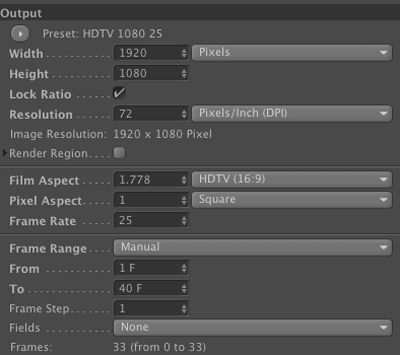 Output
Preset: HDTV 1080 25
Width 1920 Pixels
Height 1080
Lock Ratio
Resolution 72 Pixels/Inch (DPI)
Image Resolution: 1920 x 1080 Pixel
Render Region
Film Aspect 1.778 HDTV (16:9)
Pixel Aspect 1 Square
Frame Rate 25
Frame Range Manual
From 1 F
To 40 F
Frame Step 1
Fields None
Frames: 33 (from 0 to 33)